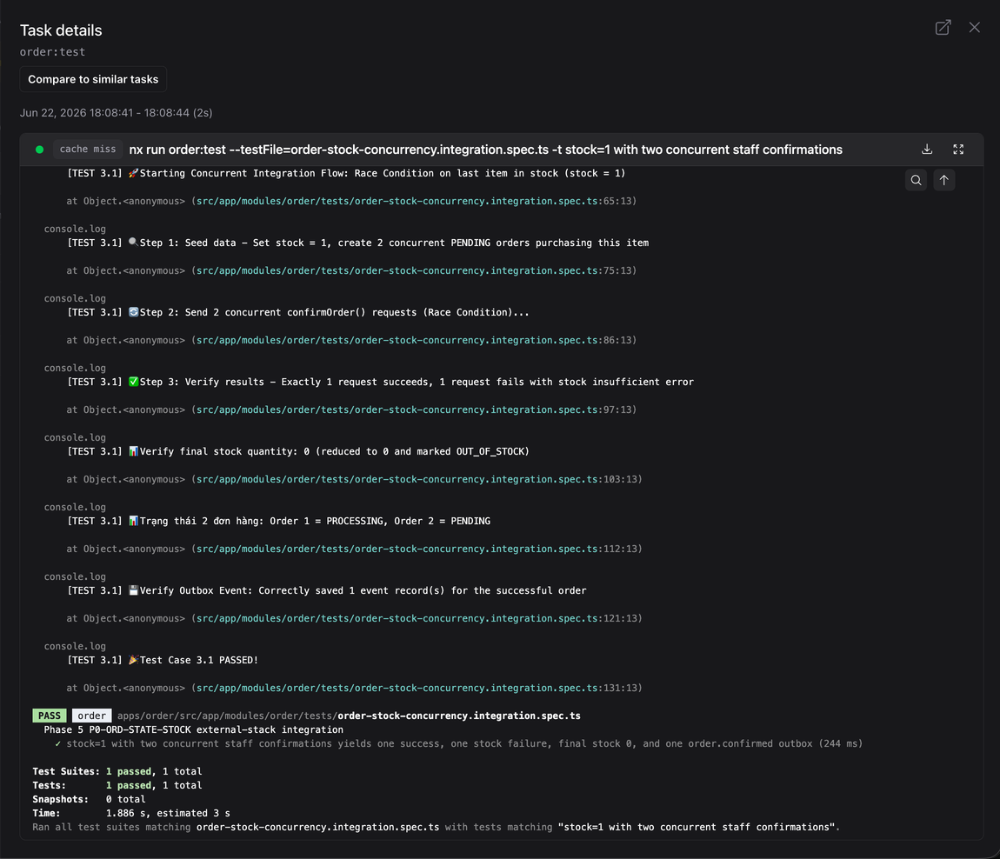 Task details
order:test
Compare to similar tasks
Jun 22, 2026 18:08:41 - 18:08:44 (2s)
cache miss nx run order:test --testFile=order-stock-concurrency.integration.spec.ts -t stock=1 with two concurrent staff confirmations
[TEST 3.1] 🚀Starting Concurrent Integration Flow: Race Condition on last item in stock (stock = 1)
at Object.<anonymous> (src/app/modules/order/tests/order-stock-concurrency.integration.spec.ts:65:13)
console.log
[TEST 3.1] 🔍Step 1: Seed data – Set stock = 1, create 2 concurrent PENDING orders purchasing this item
at Object.<anonymous> (src/app/modules/order/tests/order-stock-concurrency.integration.spec.ts:75:13)
console.log
[TEST 3.1] 🔄Step 2: Send 2 concurrent confirmOrder() requests (Race Condition)...
at Object.<anonymous> (src/app/modules/order/tests/order-stock-concurrency.integration.spec.ts:86:13)
console.log
[TEST 3.1] ✅Step 3: Verify results – Exactly 1 request succeeds, 1 request fails with stock insufficient error
at Object.<anonymous> (src/app/modules/order/tests/order-stock-concurrency.integration.spec.ts:97:13)
console.log
[TEST 3.1] 📊Verify final stock quantity: 0 (reduced to 0 and marked OUT_OF_STOCK)
at Object.<anonymous> (src/app/modules/order/tests/order-stock-concurrency.integration.spec.ts:103:13)
console.log
[TEST 3.1] 📊Trạng thái 2 đơn hàng: Order 1 = PROCESSING, Order 2 = PENDING
at Object.<anonymous> (src/app/modules/order/tests/order-stock-concurrency.integration.spec.ts:112:13)
console.log
[TEST 3.1] 💾Verify Outbox Event: Correctly saved 1 event record(s) for the successful order
at Object.<anonymous> (src/app/modules/order/tests/order-stock-concurrency.integration.spec.ts:121:13)
console.log
[TEST 3.1] 🎉Test Case 3.1 PASSED!
at Object.<anonymous> (src/app/modules/order/tests/order-stock-concurrency.integration.spec.ts:131:13)
PASS order apps/order/src/app/modules/order/tests/order-stock-concurrency.integration.spec.ts
Phase 5 P0-ORD-STATE-STOCK external-stack integration
✓ stock=1 with two concurrent staff confirmations yields one success, one stock failure, final stock 0, and one order.confirmed outbox (244 ms)
Test Suites: 1 passed, 1 total
Tests: 1 passed, 1 total
Snapshots: 0 total
Time: 1.886 s, estimated 3 s
Ran all test suites matching order-stock-concurrency.integration.spec.ts with tests matching "stock=1 with two concurrent staff confirmations".